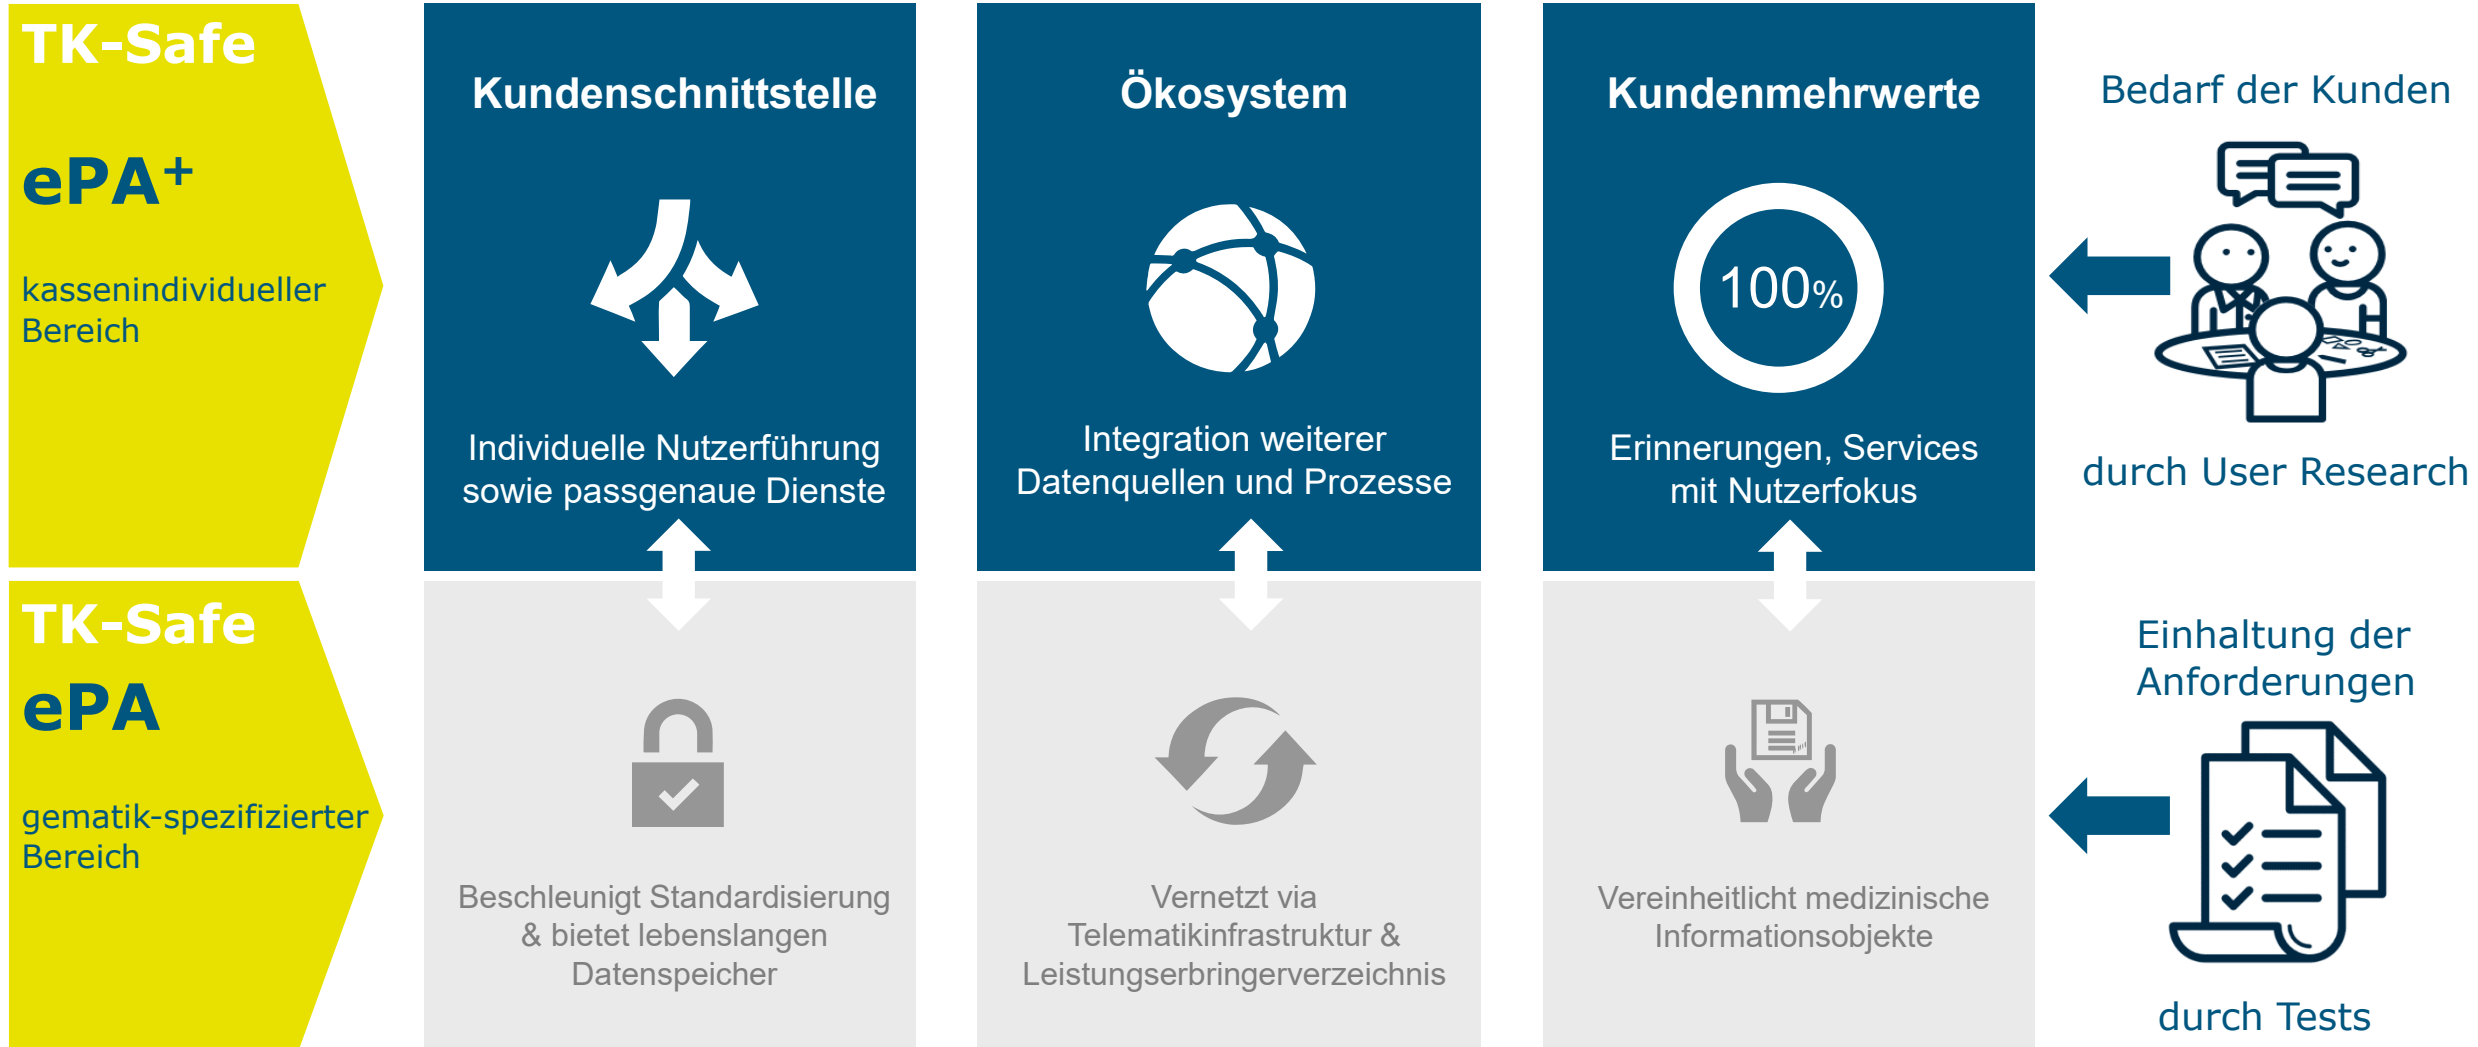 TK-Safe
ePA+
kassenindividueller
Bereich
Kundenschnittstelle
Individuelle Nutzerführung
sowie passgenaue Dienste
Ökosystem
Integration weiterer
Datenquellen und Prozesse
Kundenmehrwerte
100%
Erinnerungen, Services
mit Nutzerfokus
Bedarf der Kunden
durch User Research
TK-Safe
ePA
gematik-spezifizierter
Bereich
Beschleunigt Standardisierung
& bietet lebenslangen
Datenspeicher
Vernetzt via
Telematikinfrastruktur &
Leistungserbringerverzeichnis
Vereinheitlicht medizinische
Informationsobjekte
Einhaltung der
Anforderungen
durch Tests